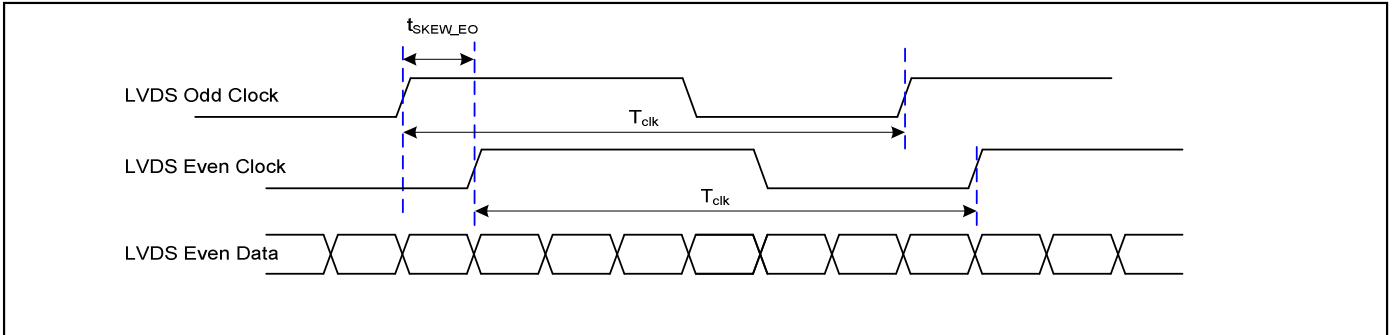 tSKEW_EO
LVDS Odd Clock
Tclk
LVDS Even Clock
Tclk
LVDS Even Data